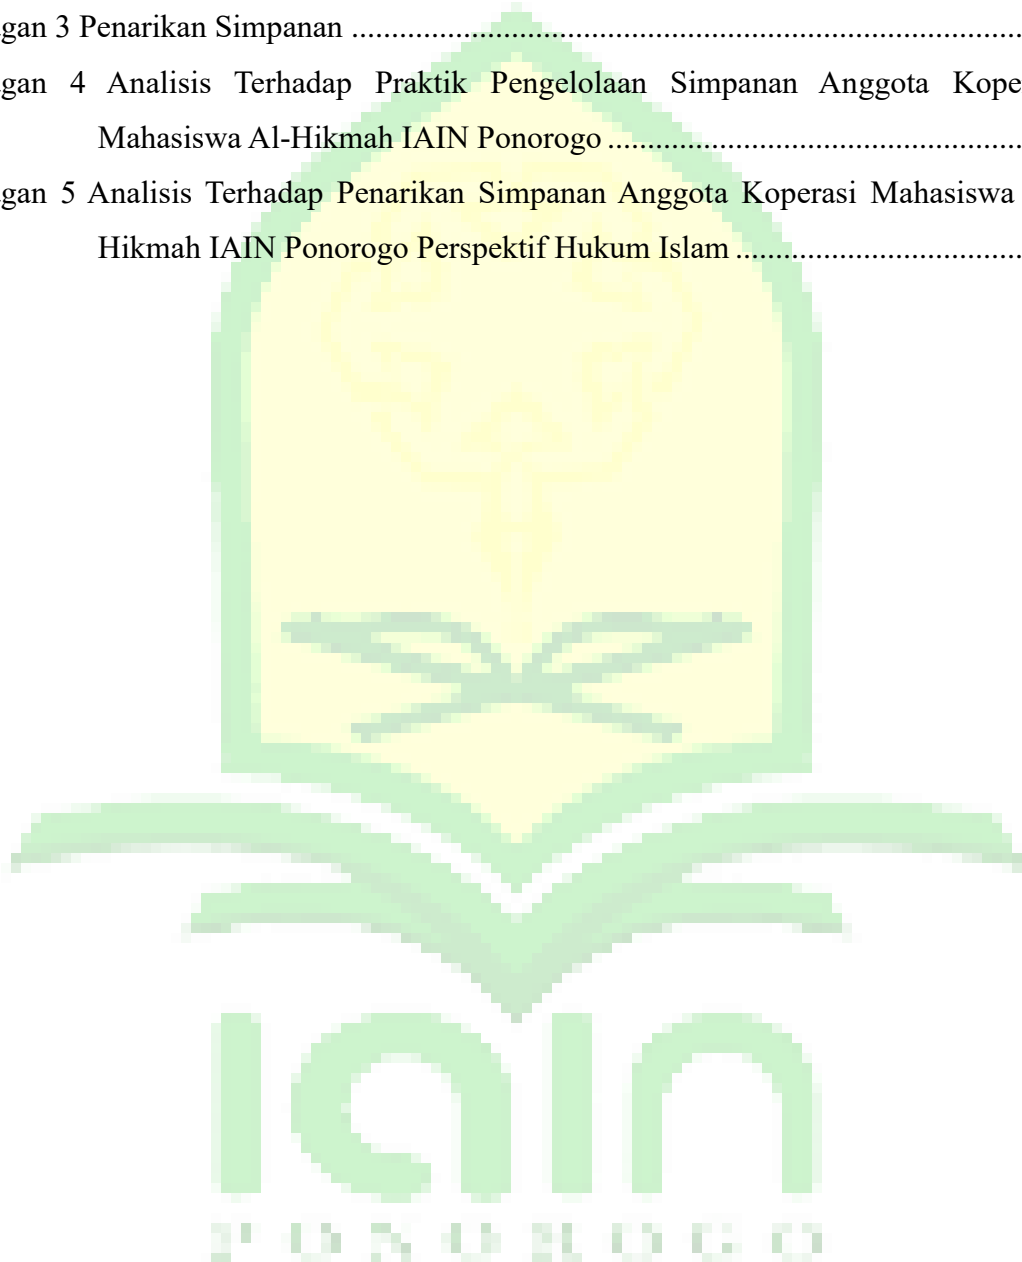 gan 3 Penarikan Simpanan ........................................................................
gan 4 Analisis Terhadap Praktik Pengelolaan Simpanan Anggota Kope
Mahasiswa Al-Hikmah IAIN Ponorogo ............................................
gan 5 Analisis Terhadap Penarikan Simpanan Anggota Koperasi Mahasiswa
Hikmah IAIN Ponorogo Perspektif Hukum Islam ..............................
iain
PONOROGO